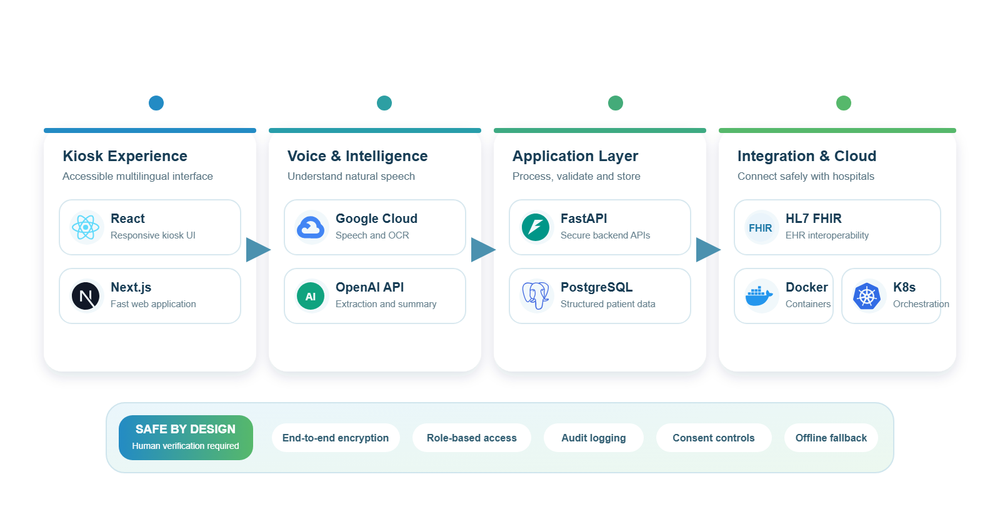 Kiosk Experience
Accessible multilingual interface
React
Responsive kiosk UI
Next.js
Fast web application
Voice & Intelligence
Understand natural speech
Google Cloud
Speech and OCR
AI
OpenAI API
Extraction and summary
Application Layer
Process, validate and store
FastAPI
Secure backend APIs
PostgreSQL
Structured patient data
Integration & Cloud
Connect safely with hospitals
FHIR
HL7 FHIR
EHR interoperability
Docker
Containers
K8s
Orchestration
SAFE BY DESIGN
Human verification required
End-to-end encryption
Role-based access
Audit logging
Consent controls
Offline fallback